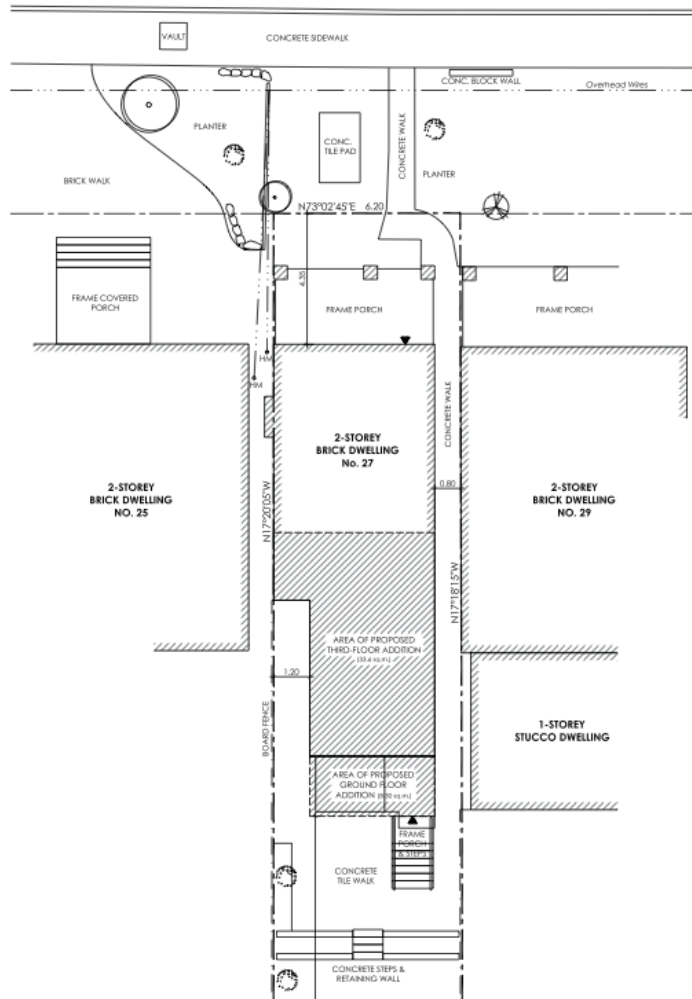 VAULT
CONCRETE SIDEWALK
CONC. BLOCK WALL
Overhead Wires
PLANTER
CONC.
TILE PAD
CONCRETE WALK
BRICK WALK
PLANTER
N73°02'45"E 6.20
4.35
FRAME COVERED
PORCH
FRAME PORCH
FRAME PORCH
HM
HM
2-STOREY
BRICK DWELLING
No. 27
CONCRETE WALK
2-STOREY
BRICK DWELLING
NO. 25
0.80
2-STOREY
BRICK DWELLING
NO. 29
N17°20'05"W
N17°18'15"W
AREA OF PROPOSED
THIRD-FLOOR ADDITION
1.20
BOARD FENCE
1-STOREY
STUCCO DWELLING
AREA OF PROPOSED
GROUND FLOOR
ADDITION
FRAME
PORCH
& STEPS
CONCRETE
TILE WALK
CONCRETE STEPS &
RETAINING WALL